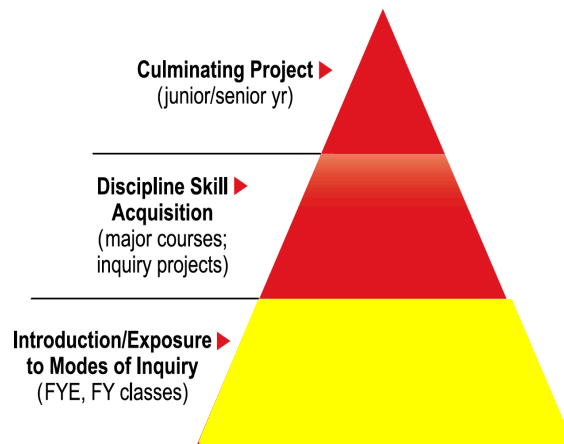 Culminating Project
(junior/senior yr)
Discipline Skill
Acquisition
(major courses;
inquiry projects)
Introduction/Exposure
to Modes of Inquiry
(FYE, FY classes)